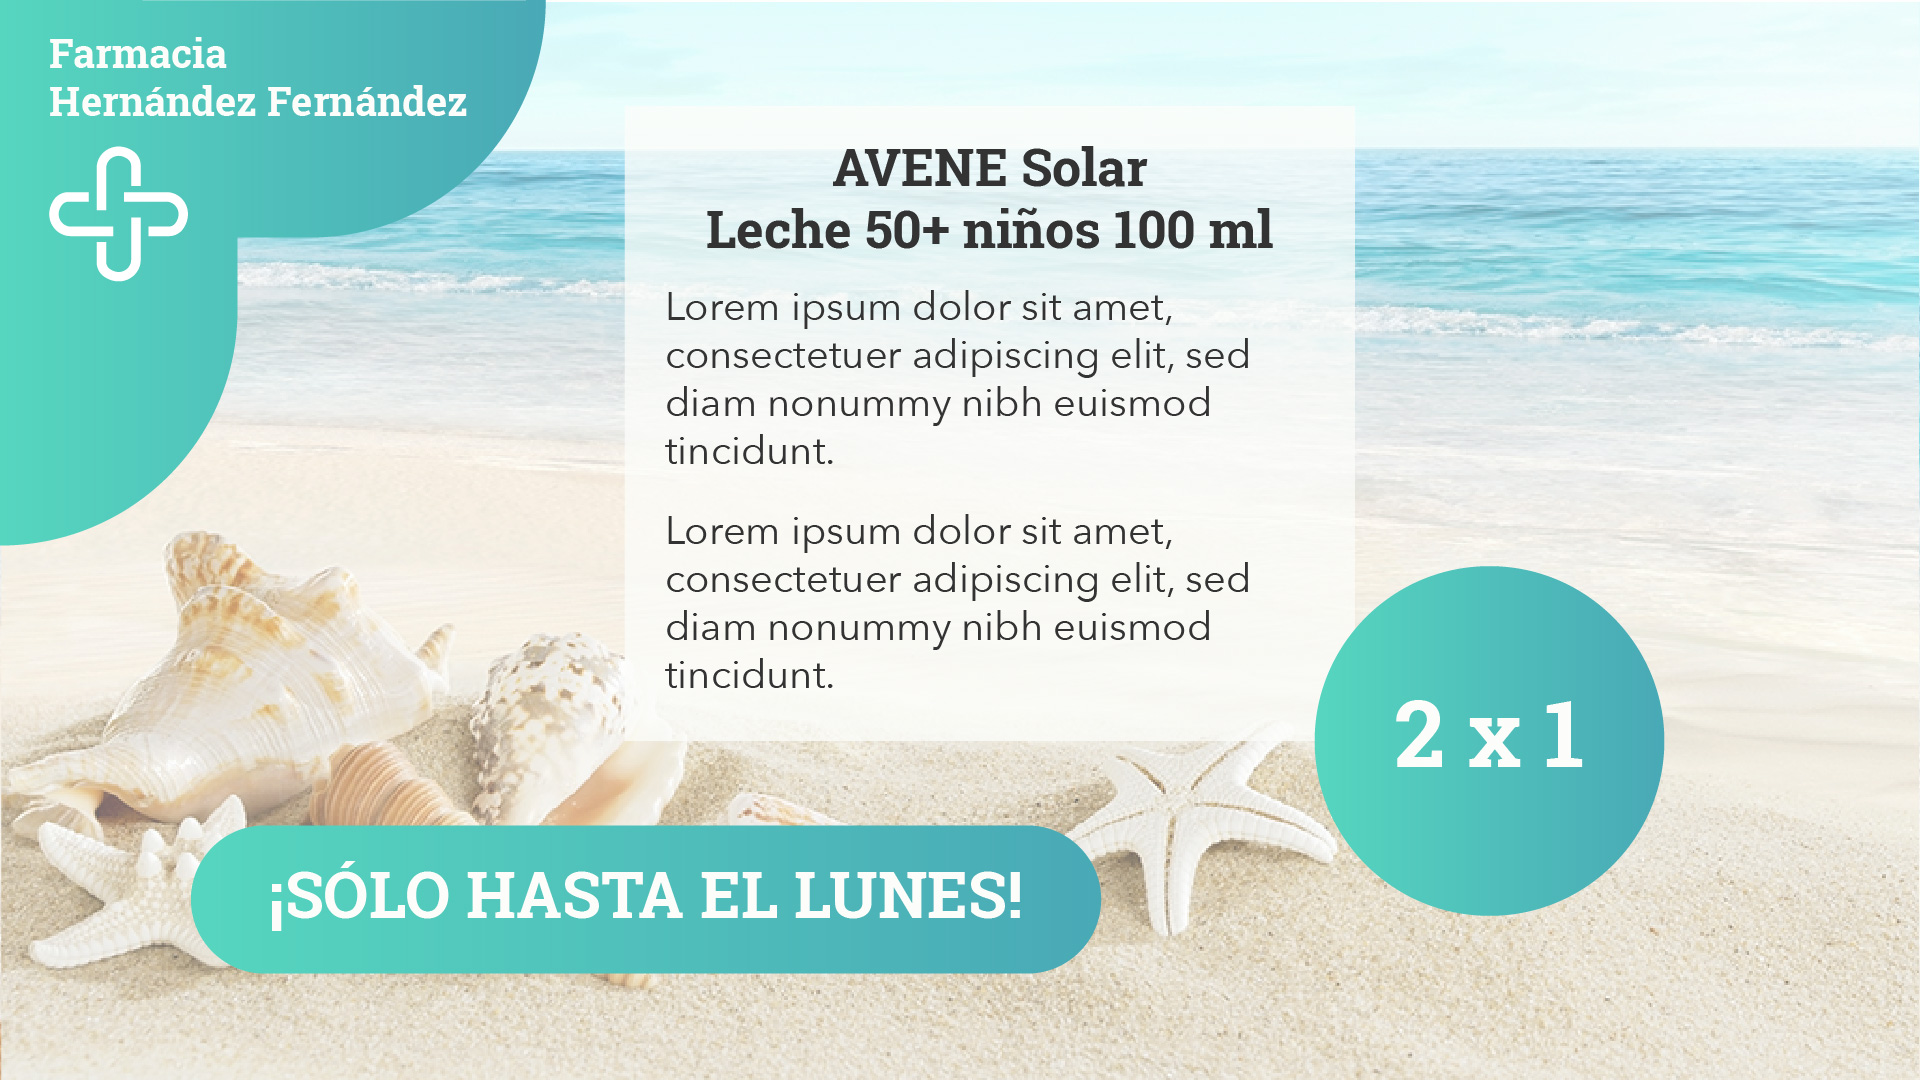 Farmacia
Hernández Fernández
AVENE Solar
Leche 50+ niños 100 ml
Lorem ipsum dolor sit amet,
consectetuer adipiscing elit, sed
diam nonummy nibh euismod
tincidunt.
Lorem ipsum dolor sit amet,
consectetuer adipiscing elit, sed
diam nonummy nibh euismod
tincidunt.
2 x 1
¡SÓLO HASTA EL LUNES!